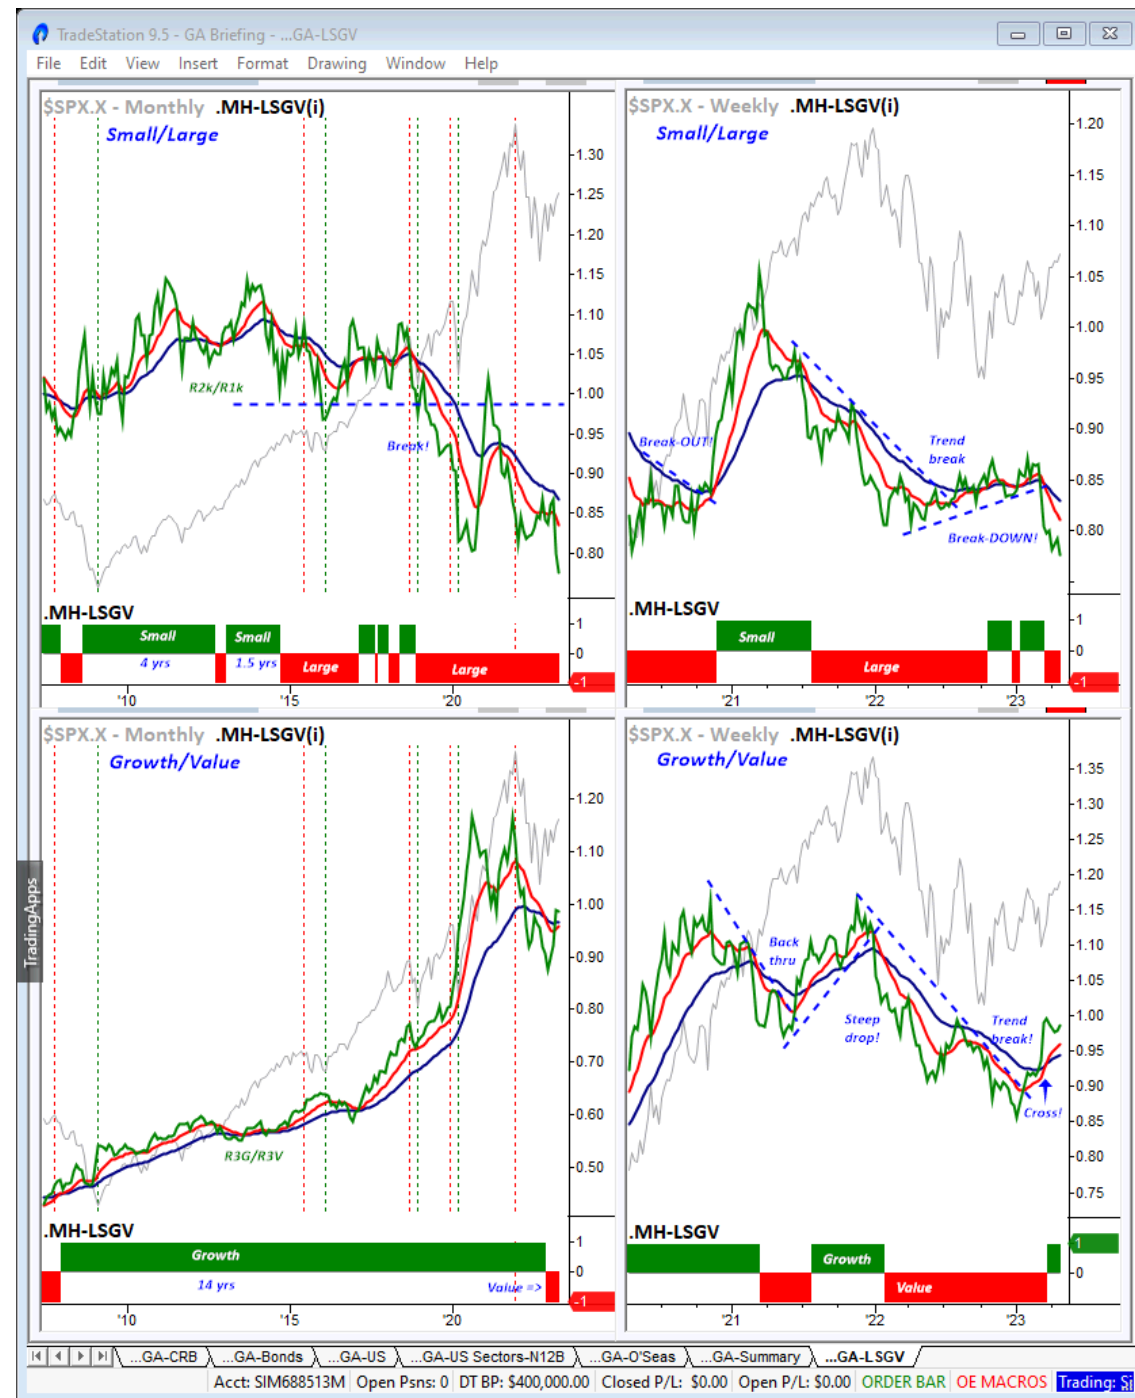 TradeStation 9.5 - GA Briefing - ...GA-LSGV
File Edit View Insert Format Drawing Window Help
$SPX.X - Monthly .MH-LSGV(i)
Small/Large
1.30
1.25
1.20
1.15
1.10
1.05
1.00
0.95
0.90
0.85
0.80
R2k/R1k
Break!
.MH-LSGV
Small
Small
4 yrs
1.5 yrs
Large
Large
1
0
-1
'10 '15 '20
$SPX.X - Weekly .MH-LSGV(i)
Small/Large
1.20
1.15
1.10
1.05
1.00
0.95
0.90
0.85
0.80
Break-OUT!
Trend
break
Break-DOWN!
.MH-LSGV
Small
Large
1
0
-1
'21 '22 '23
$SPX.X - Monthly .MH-LSGV(i)
Growth/Value
1.20
1.10
1.00
0.90
0.80
0.70
0.60
0.50
R3G/R3V
.MH-LSGV
Growth
14 yrs
Value =>
1
0
-1
'10 '15 '20
$SPX.X - Weekly .MH-LSGV(i)
Growth/Value
1.35
1.30
1.25
1.20
1.15
1.10
1.05
1.00
0.95
0.90
0.85
0.80
0.75
Back
thru
Steep
drop!
Trend
break!
Cross!
.MH-LSGV
Growth
Value
1
0
'21 '22 '23
TradingApps
...GA-CRB ...GA-Bonds ...GA-US ...GA-US Sectors-N12B ...GA-O'Seas ...GA-Summary ...GA-LSGV
Acct: SIM688513M Open Psns: 0 DT BP: $400,000.00 Closed P/L: $0.00 Open P/L: $0.00 ORDER BAR OE MACROS Trading: Si